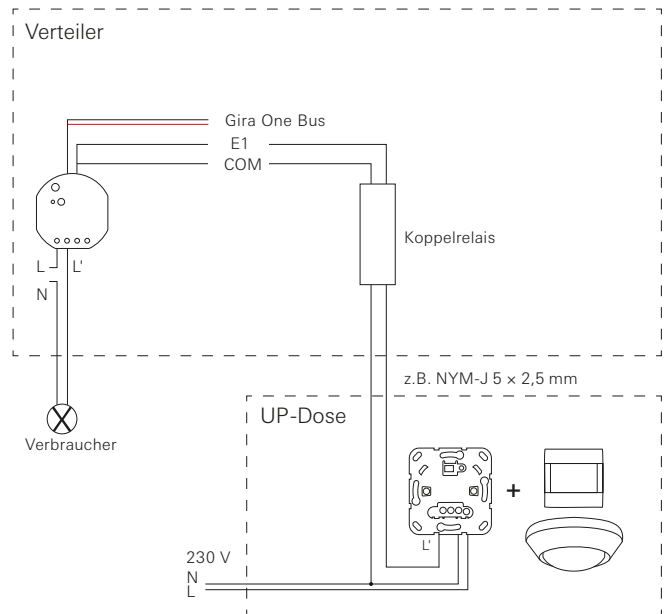 Verteiler
Gira One Bus
E1
COM
Koppelrelais
L
L'
N
z.B. NYM-J 5 × 2,5 mm
UP-Dose
Verbraucher
+
L'
230 V
N
L